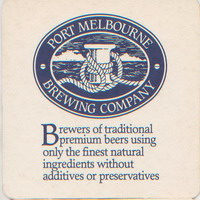 PORT MELBOURNE
BREWING COMPANY
Brewers of traditional
premium beers using
only the finest natural
ingredients without
additives or preservatives